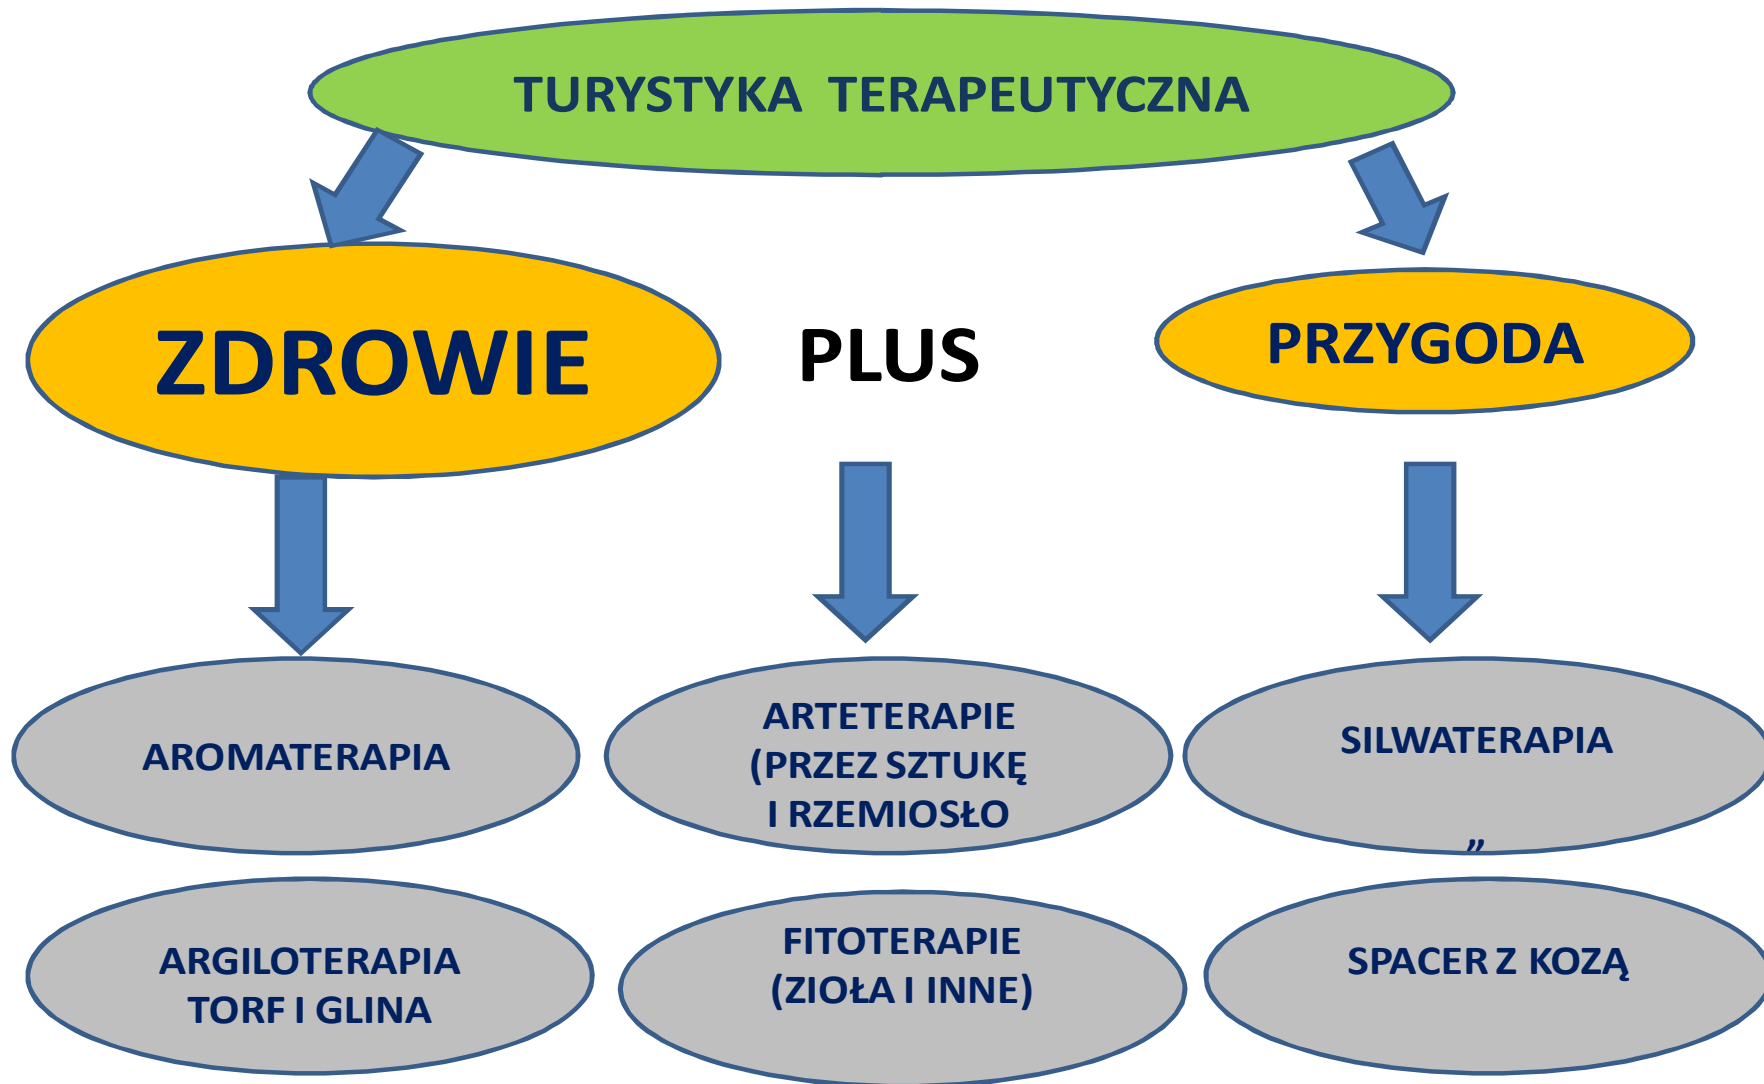 TURYSTYKA TERAPEUTYCZNA
ZDROWIE
PLUS
PRZYGODA
AROMATERAPIA
ARTETERAPIE
(PRZEZ SZTUKĘ
I RZEMIOSŁO
SILWATERAPIA
„
ARGILOTERAPIA
TORF I GLINA
FITOTERAPIE
(ZIOŁA I INNE)
SPACER Z KOZĄ